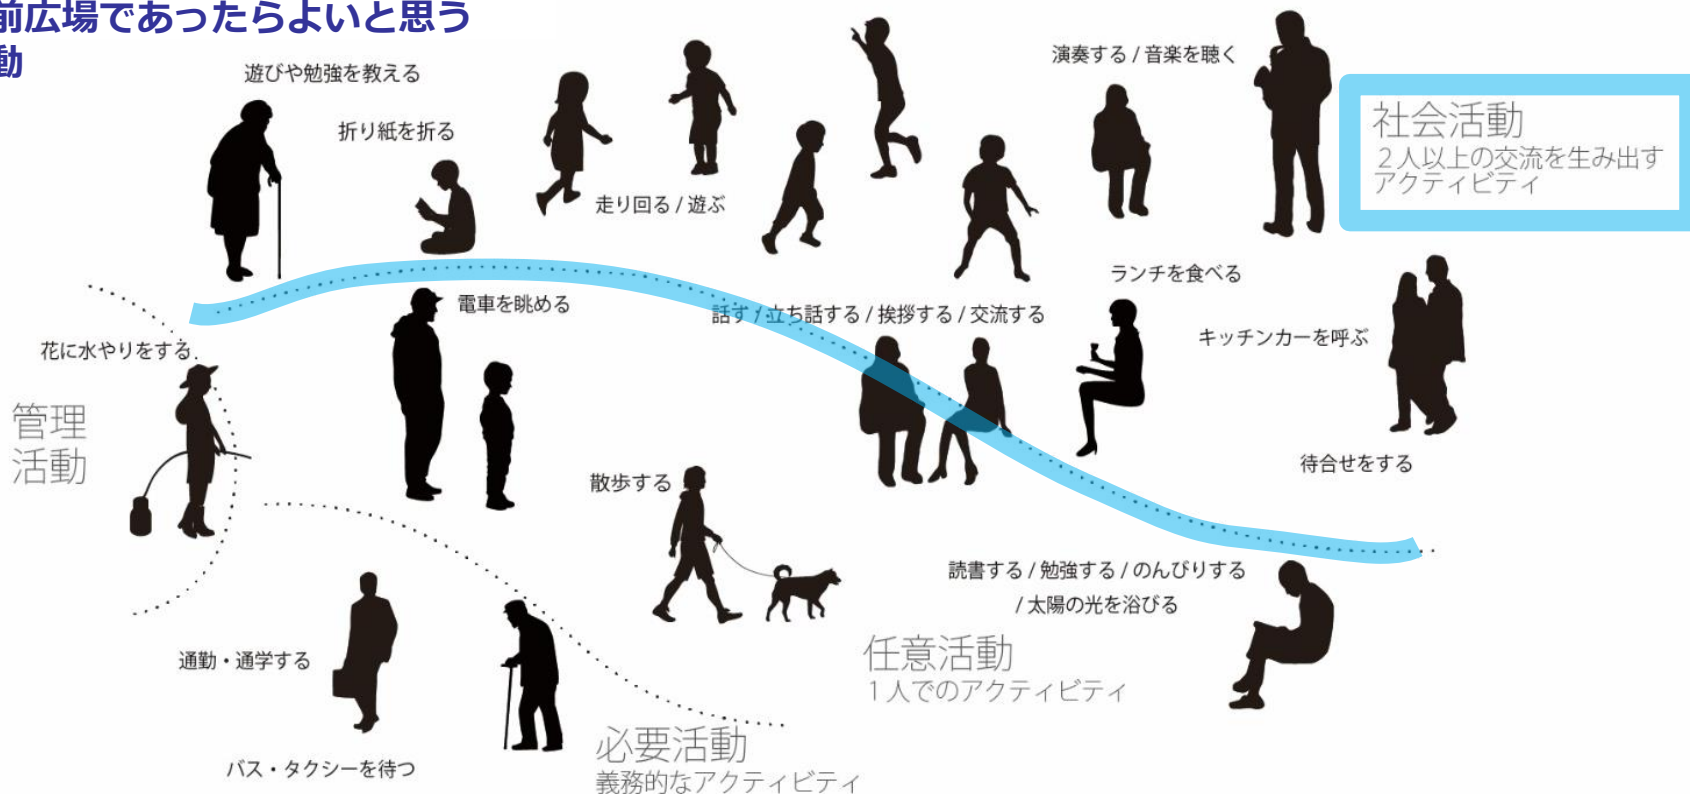 前広場であったらよいと思う
動
遊びや勉強を教える
折り紙を折る
走り回る / 遊ぶ
演奏する / 音楽を聴く
社会活動
２人以上の交流を生み出す
アクティビティ
ランチを食べる
電車を眺める
話す / 立ち話する / 挨拶する / 交流する
キッチンカーを呼ぶ
花に水やりをする
管理
活動
待合せをする
散歩する
読書する / 勉強する / のんびりする
/ 太陽の光を浴びる
通勤・通学する
任意活動
１人でのアクティビティ
必要活動
義務的なアクティビティ
バス・タクシーを待つ